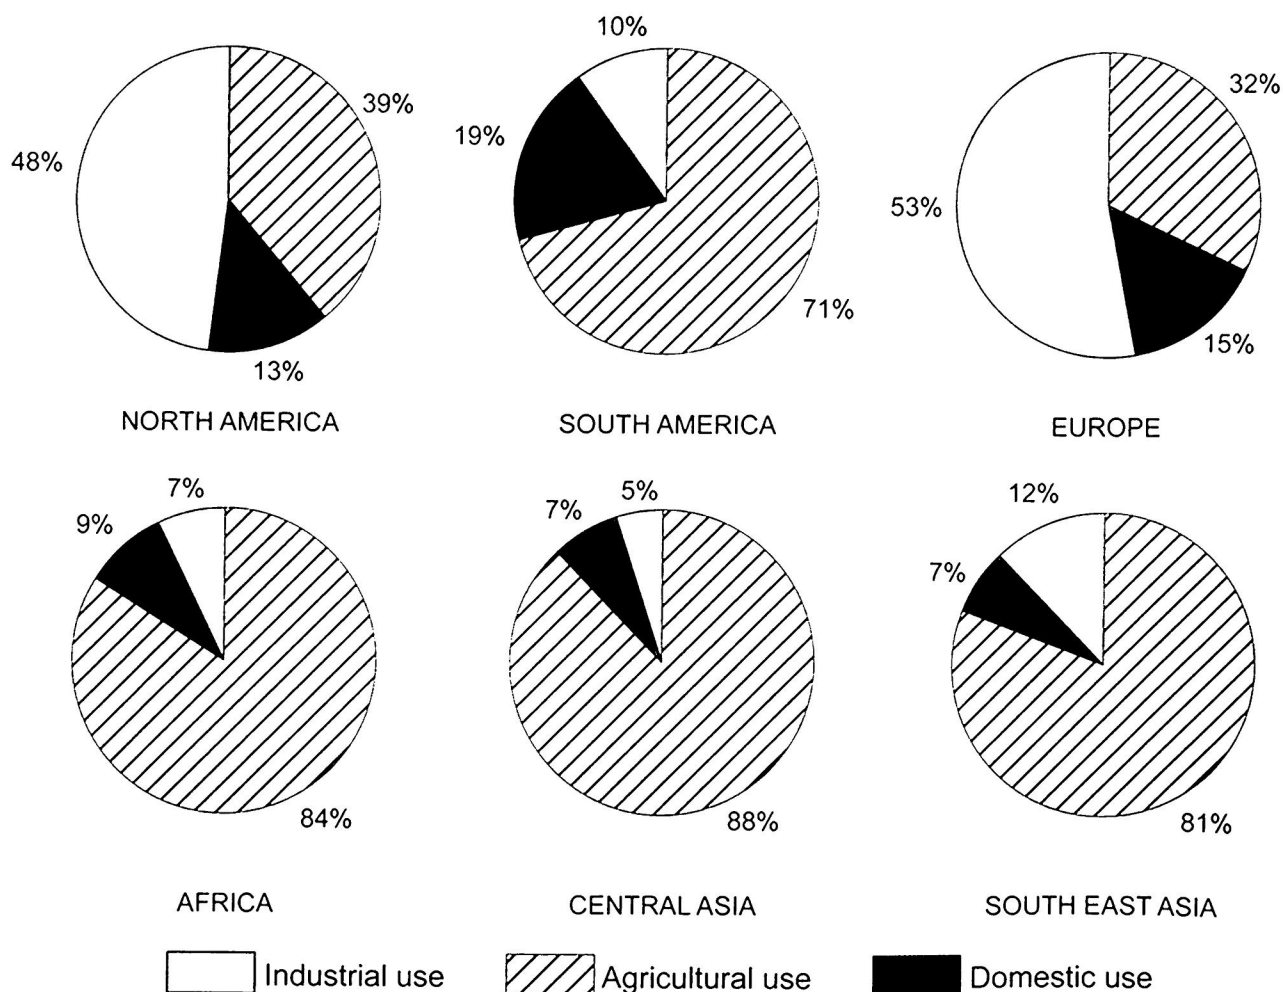 10%
39%
32%
48%
19%
53%
71%
15%
13%
NORTH AMERICA
SOUTH AMERICA
EUROPE
7%
5%
12%
9%
7%
7%
84%
88%
81%
AFRICA
CENTRAL ASIA
SOUTH EAST ASIA
Industrial use
Agricultural use
Domestic use